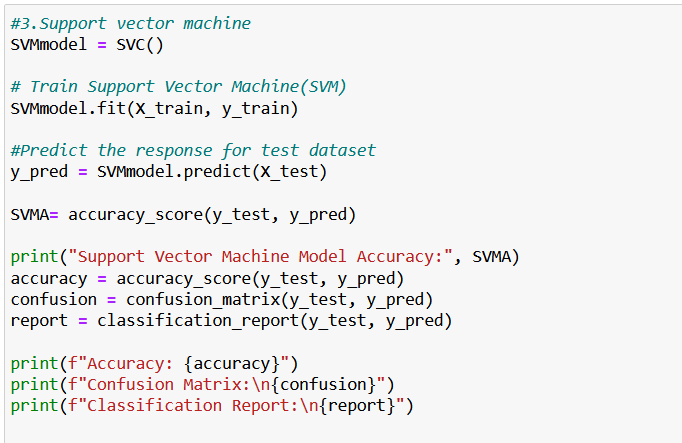 #3.Support vector machine
SVMmodel = SVC()
# Train Support Vector Machine(SVM)
SVMmodel.fit(X_train, y_train)
#Predict the response for test dataset
y_pred = SVMmodel.predict(X_test)
SVMA= accuracy_score(y_test, y_pred)
print("Support Vector Machine Model Accuracy:", SVMA)
accuracy = accuracy_score(y_test, y_pred)
confusion = confusion_matrix(y_test, y_pred)
report = classification_report(y_test, y_pred)
print(f"Accuracy: {accuracy}")
print(f"Confusion Matrix:\n{confusion}")
print(f"Classification Report:\n{report}")